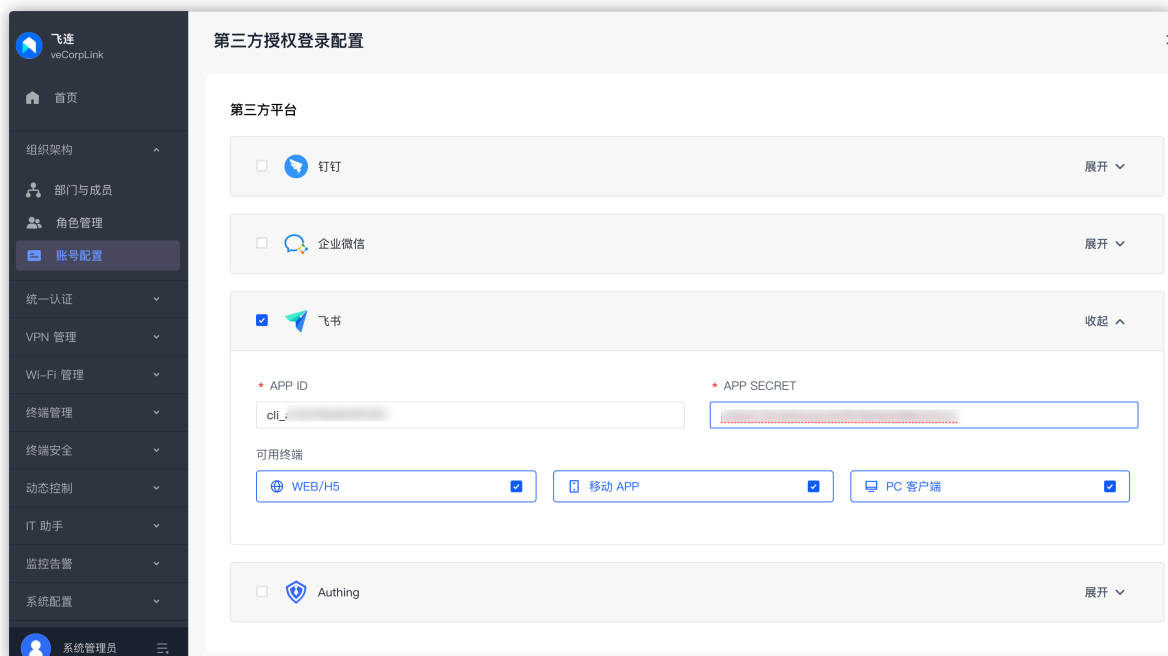 飞连
veCorpLink
首页
组织架构
部门与成员
角色管理
账号配置
统一认证
VPN 管理
Wi-Fi 管理
终端管理
终端安全
动态控制
IT 助手
监控告警
系统配置
系统管理员
第三方授权登录配置
第三方平台
钉钉 展开
企业微信 展开
飞书 收起
* APP ID * APP SECRET
cli_
可用终端
WEB/H5 移动 APP PC 客户端
Authing 展开